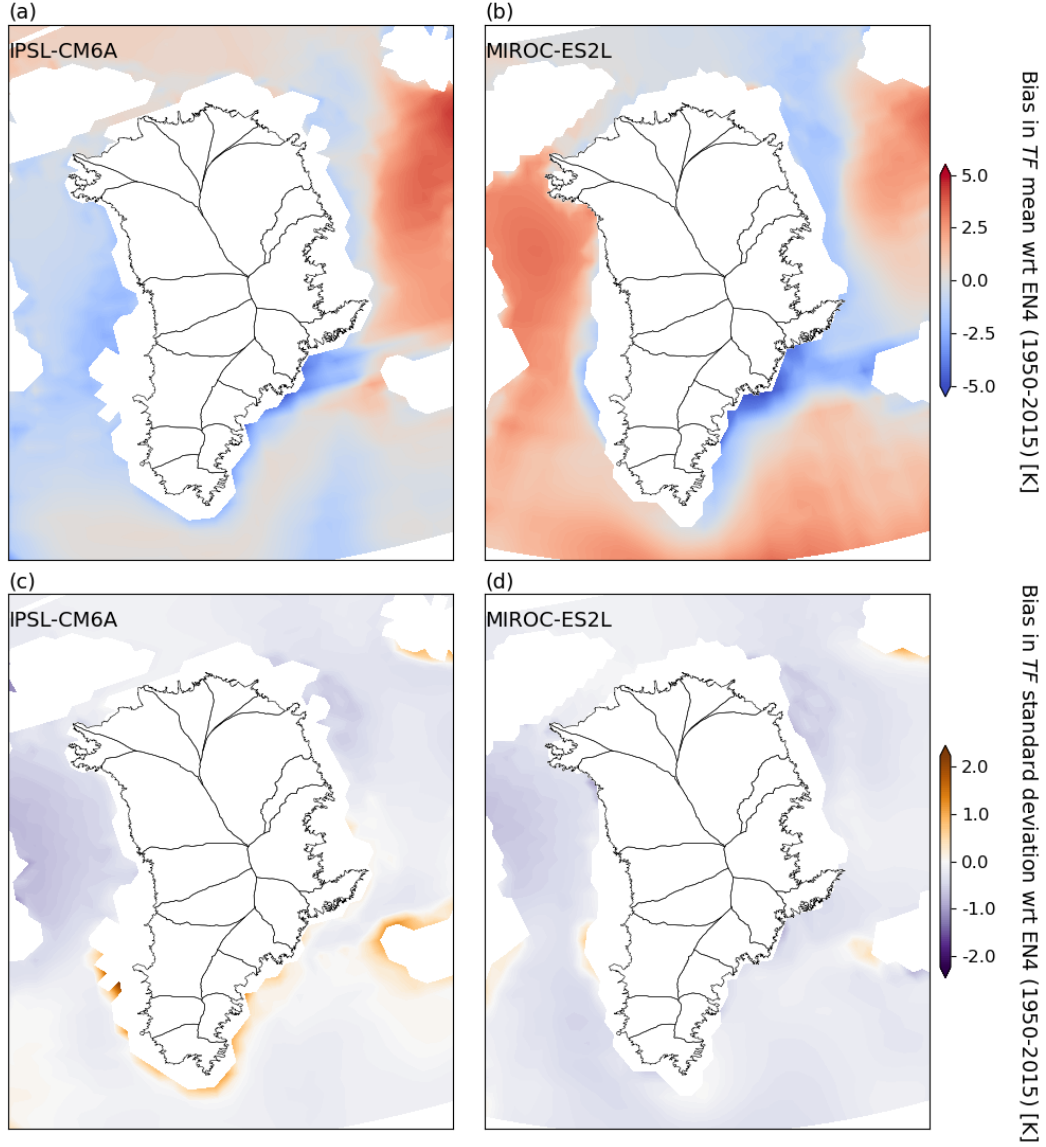 (a)
IPSL-CM6A
(b)
MIROC-ES2L
5.0
2.5
0.0
-2.5
-5.0
Bias in TF mean wrt EN4 (1950-2015) [K]
(c)
IPSL-CM6A
(d)
MIROC-ES2L
2.0
1.0
0.0
-1.0
-2.0
Bias in TF standard deviation wrt EN4 (1950-2015) [K]